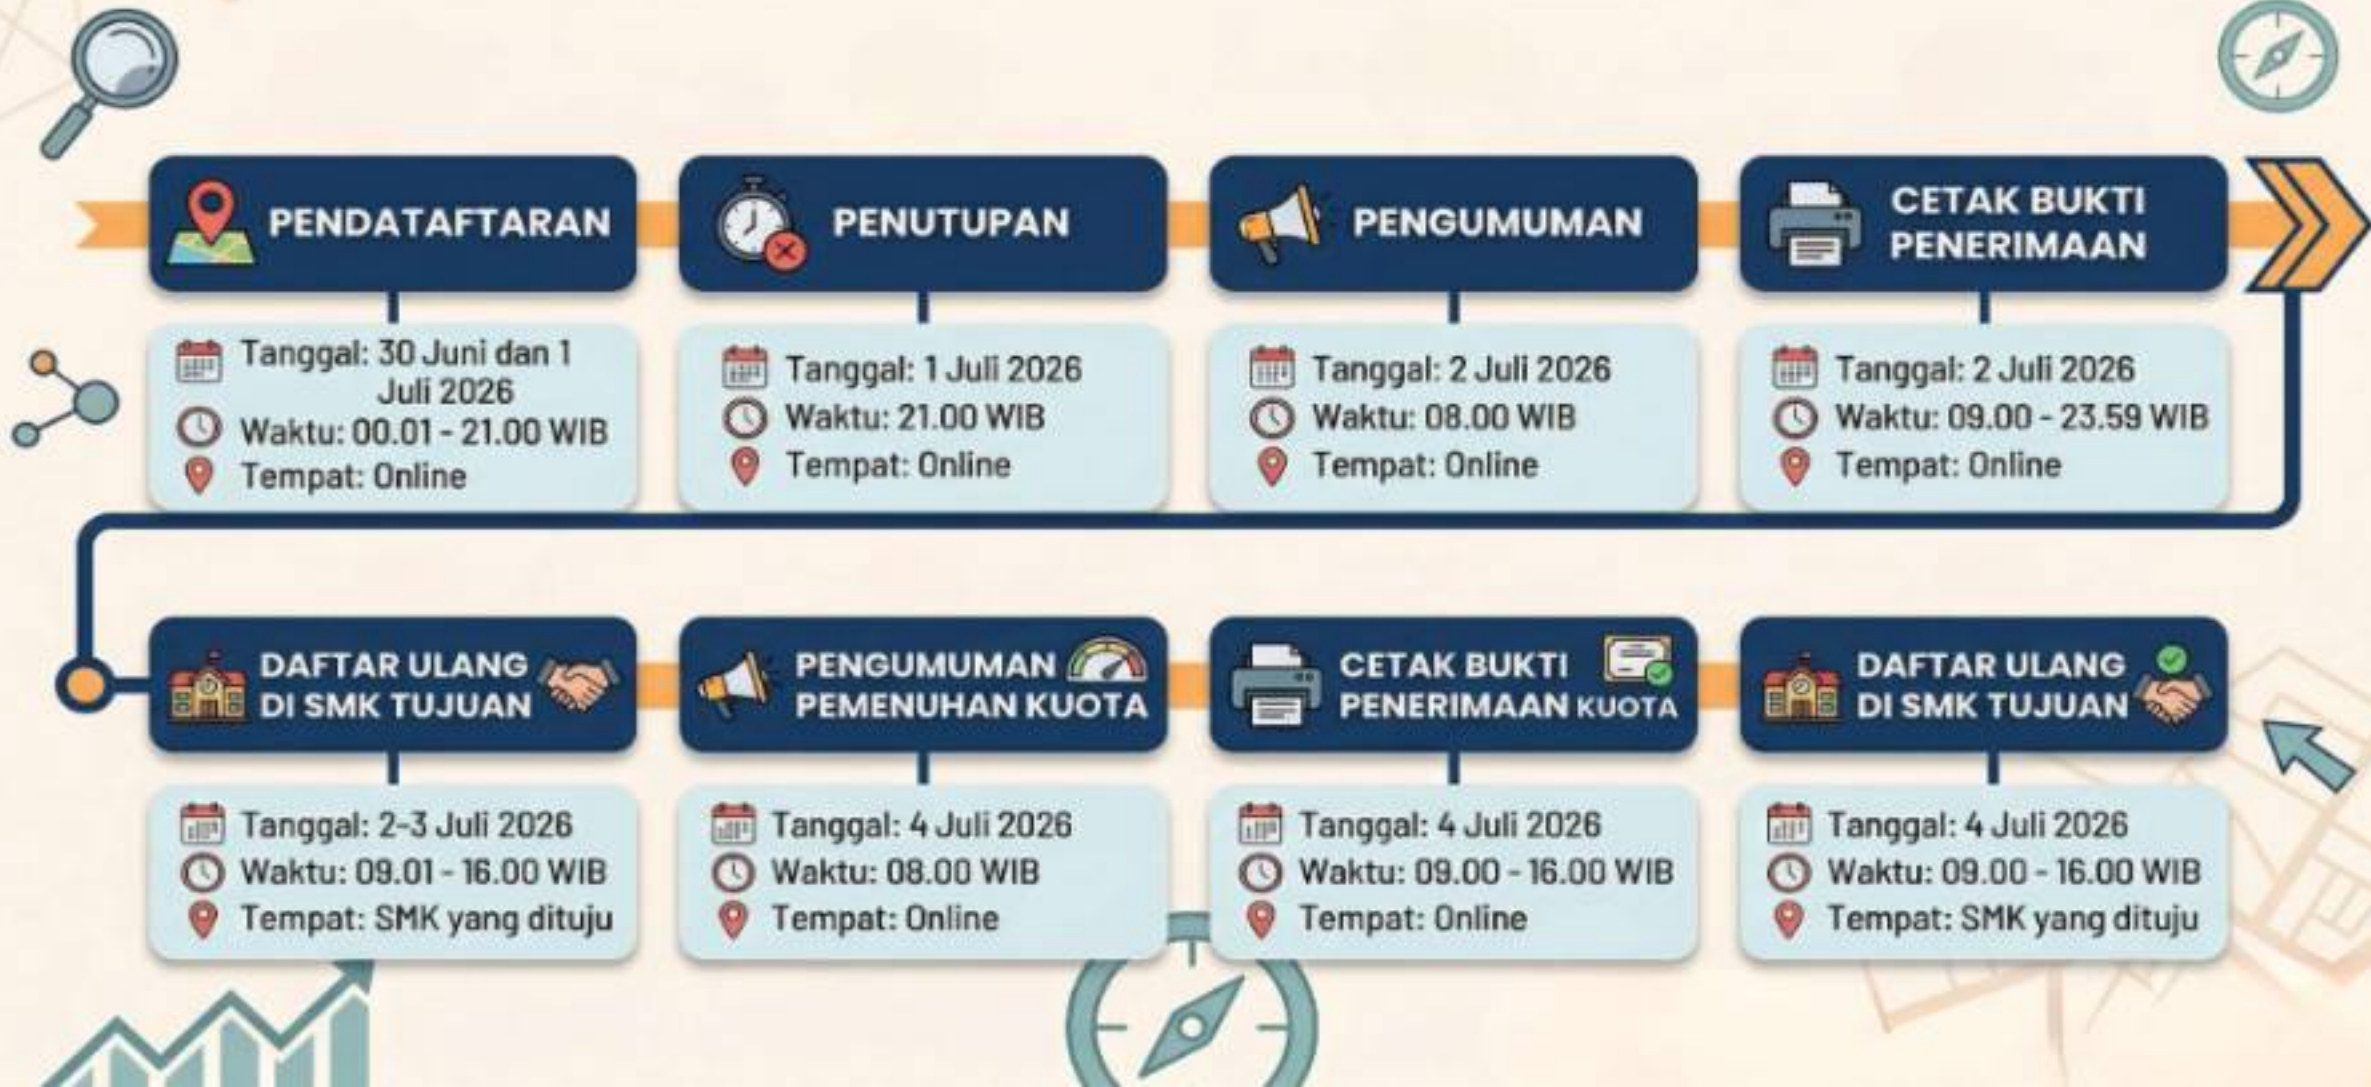 PENDATAFTARAN
Tanggal: 30 Juni dan 1
Juli 2026
Waktu: 00.01 - 21.00 WIB
Tempat: Online
PENUTUPAN
Tanggal: 1 Juli 2026
Waktu: 21.00 WIB
Tempat: Online
PENGUMUMAN
Tanggal: 2 Juli 2026
Waktu: 08.00 WIB
Tempat: Online
CETAK BUKTI
PENERIMAAN
Tanggal: 2 Juli 2026
Waktu: 09.00 - 23.59 WIB
Tempat: Online
DAFTAR ULANG
DI SMK TUJUAN
Tanggal: 2-3 Juli 2026
Waktu: 09.01 - 16.00 WIB
Tempat: SMK yang dituju
PENGUMUMAN
PEMENUHAN KUOTA
Tanggal: 4 Juli 2026
Waktu: 08.00 WIB
Tempat: Online
CETAK BUKTI
PENERIMAAN KUOTA
Tanggal: 4 Juli 2026
Waktu: 09.00 - 16.00 WIB
Tempat: Online
DAFTAR ULANG
DI SMK TUJUAN
Tanggal: 4 Juli 2026
Waktu: 09.00 - 16.00 WIB
Tempat: SMK yang dituju